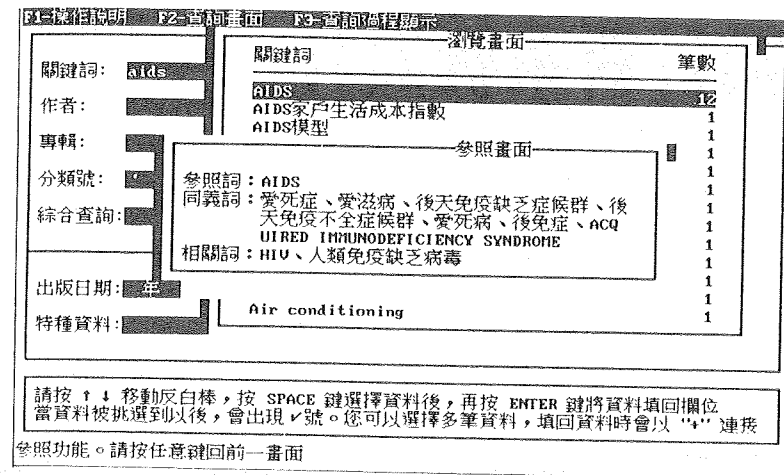 F1-操作說明 F2-查詢畫面 F3-查詢過程顯示
瀏覽畫面
關鍵詞 筆數
關鍵詞: aids
作者:
專輯:
分類號:
綜合查詢:
出版日期: 年
特種資料:
AIDS 12
AIDS家戶生活成本指數 1
AIDS模型 1
1
1
1
1
1
1
1
1
1
Air conditioning 1
參照畫面
參照詞:AIDS
同義詞:愛死症、愛滋病、後天免疫缺乏症候群、後
天免疫不全症候群、愛死病、後免症、ACQ
UIRED IMMUNODEFICIENCY SYNDROME
相關詞:HIV、人類免疫缺乏病毒
請按 ↑↓ 移動反白棒,按 SPACE 鍵選擇資料後,再按 ENTER 鍵將資料填回欄位
當資料被挑選到以後,會出現 ✓號。您可以選擇多筆資料,填回資料時會以 "+" 連接
參照功能。請按任意鍵回前一畫面